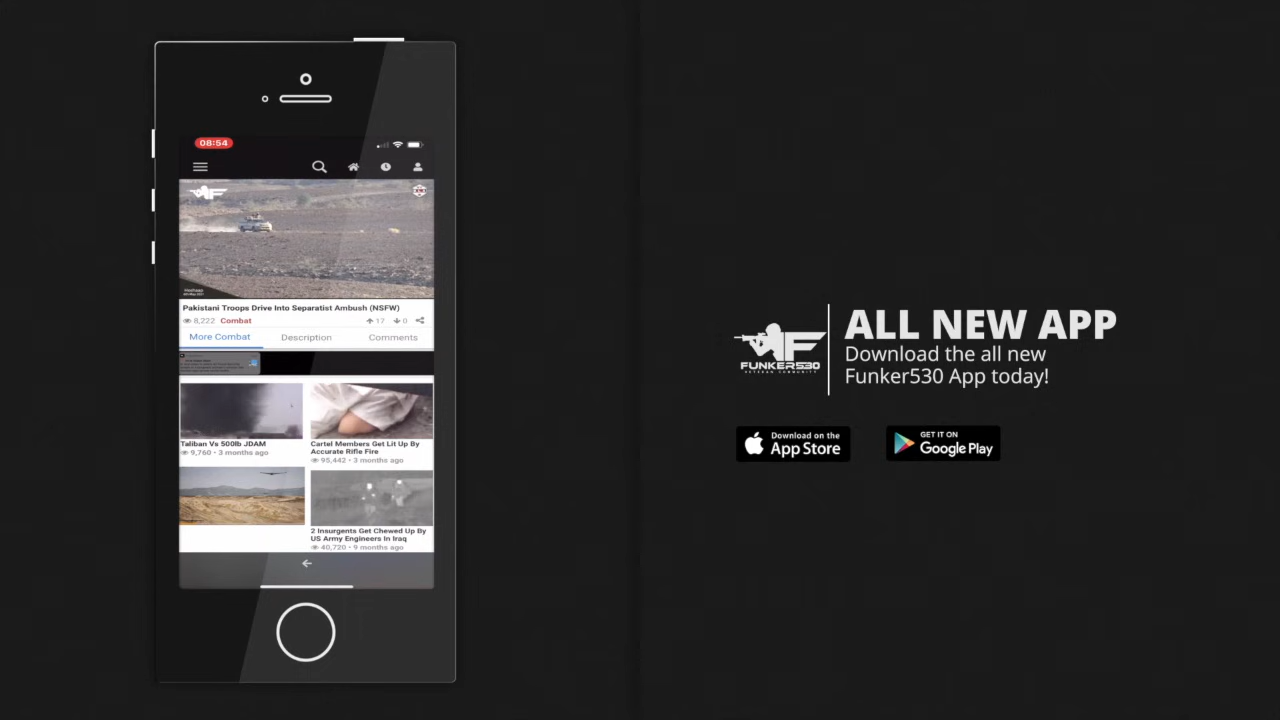 08:54
Pakistani Troops Drive Into Separatist Ambush (NSFW)
8,222 Combat
17
0
More Combat
Description
Comments
Taliban Vs 500lb JDAM
9,760 • 3 months ago
Cartel Members Get Lit Up By
Accurate Rifle Fire
95,442 • 3 months ago
2 Insurgents Get Chewed Up By
US Army Engineers In Iraq
40,720 • 9 months ago
FUNKER530
VETERAN COMMUNITY
ALL NEW APP
Download the all new
Funker530 App today!
Download on the
App Store
GET IT ON
Google Play